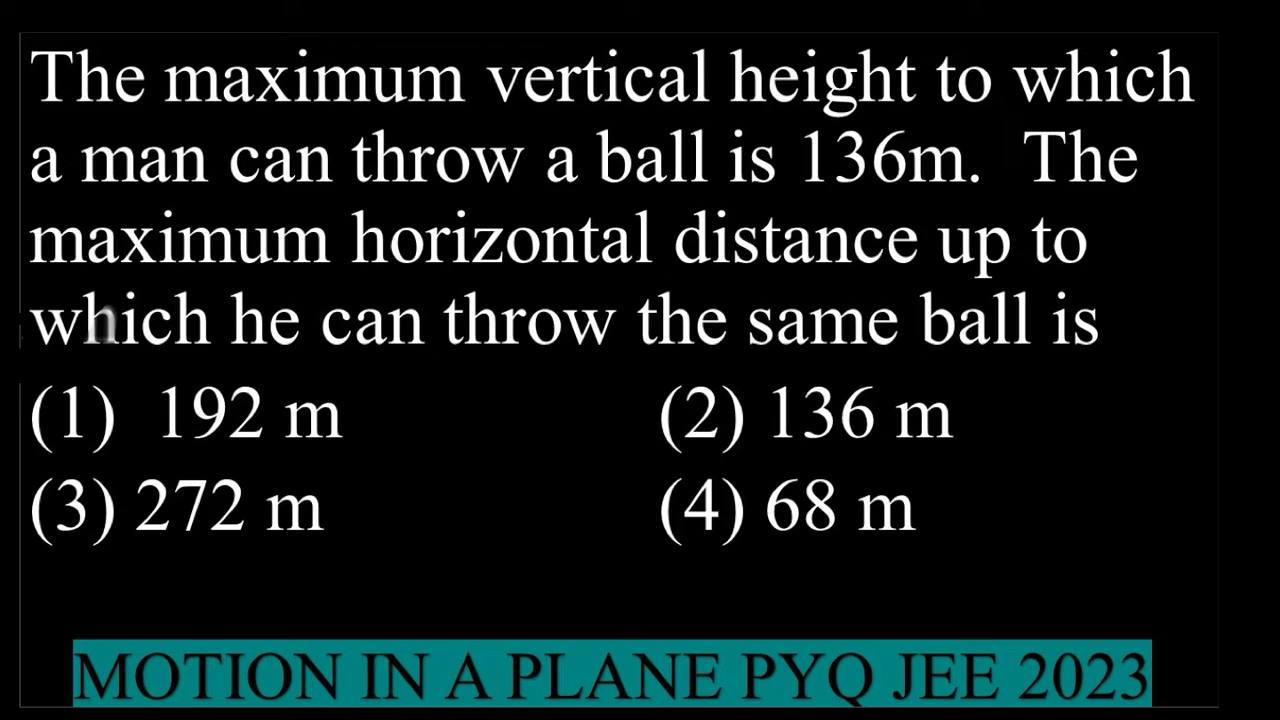 The maximum vertical height to which
a man can throw a ball is 136m. The
maximum horizontal distance up to
which he can throw the same ball is
(1) 192 m (2) 136 m
(3) 272 m (4) 68 m
MOTION IN A PLANE PYQ JEE 2023